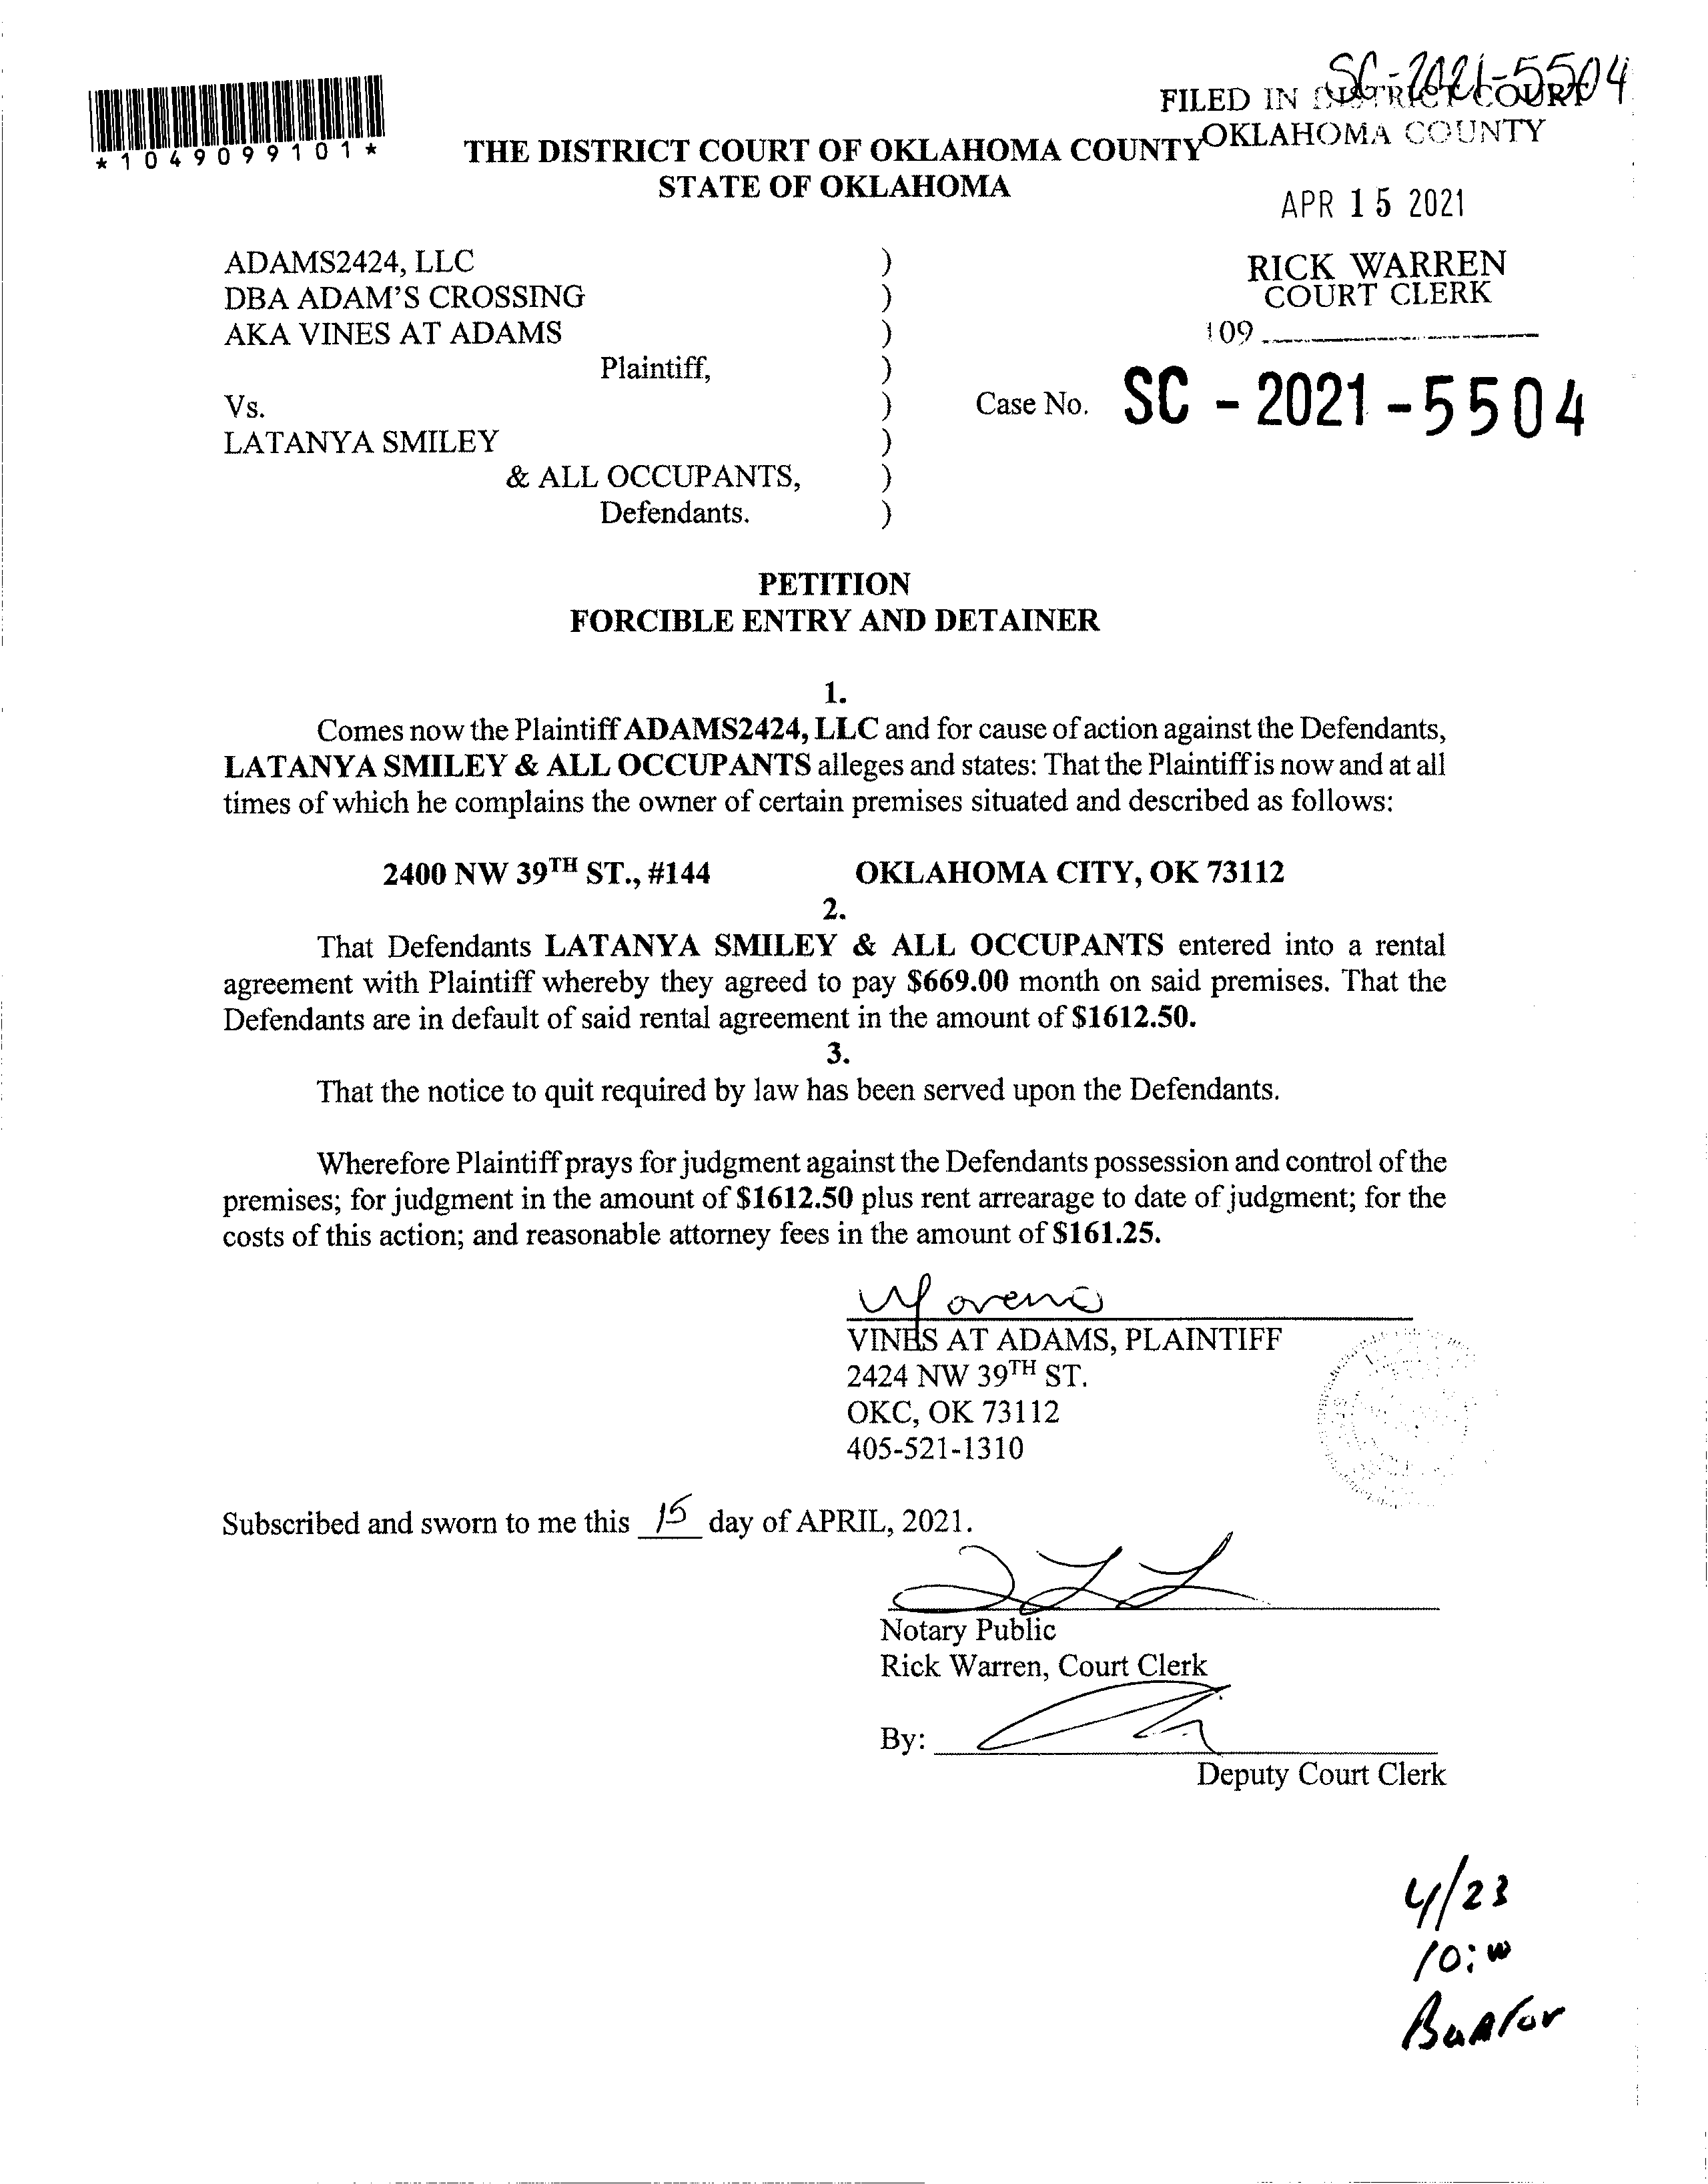 SC-2021-5504
FILED IN DISTRICT COURT
OKLAHOMA COUNTY
*1049099101*
THE DISTRICT COURT OF OKLAHOMA COUNTY
STATE OF OKLAHOMA
APR 15 2021
RICK WARREN
COURT CLERK
109
ADAMS2424, LLC )
DBA ADAM'S CROSSING )
AKA VINES AT ADAMS )
Plaintiff, )
Vs. ) Case No. SC - 2021 - 5504
LATANYA SMILEY )
& ALL OCCUPANTS, )
Defendants. )
PETITION
FORCIBLE ENTRY AND DETAINER
1.
Comes now the Plaintiff ADAMS2424, LLC and for cause of action against the Defendants,
LATANYA SMILEY & ALL OCCUPANTS alleges and states: That the Plaintiff is now and at all
times of which he complains the owner of certain premises situated and described as follows:
2400 NW 39TH ST., #144 OKLAHOMA CITY, OK 73112
2.
That Defendants LATANYA SMILEY & ALL OCCUPANTS entered into a rental
agreement with Plaintiff whereby they agreed to pay $669.00 month on said premises. That the
Defendants are in default of said rental agreement in the amount of $1612.50.
3.
That the notice to quit required by law has been served upon the Defendants.
Wherefore Plaintiff prays for judgment against the Defendants possession and control of the
premises; for judgment in the amount of $1612.50 plus rent arrearage to date of judgment; for the
costs of this action; and reasonable attorney fees in the amount of $161.25.
VINES AT ADAMS, PLAINTIFF
2424 NW 39TH ST.
OKC, OK 73112
405-521-1310
Subscribed and sworn to me this 15 day of APRIL, 2021.
Notary Public
Rick Warren, Court Clerk
By:
Deputy Court Clerk
4/23